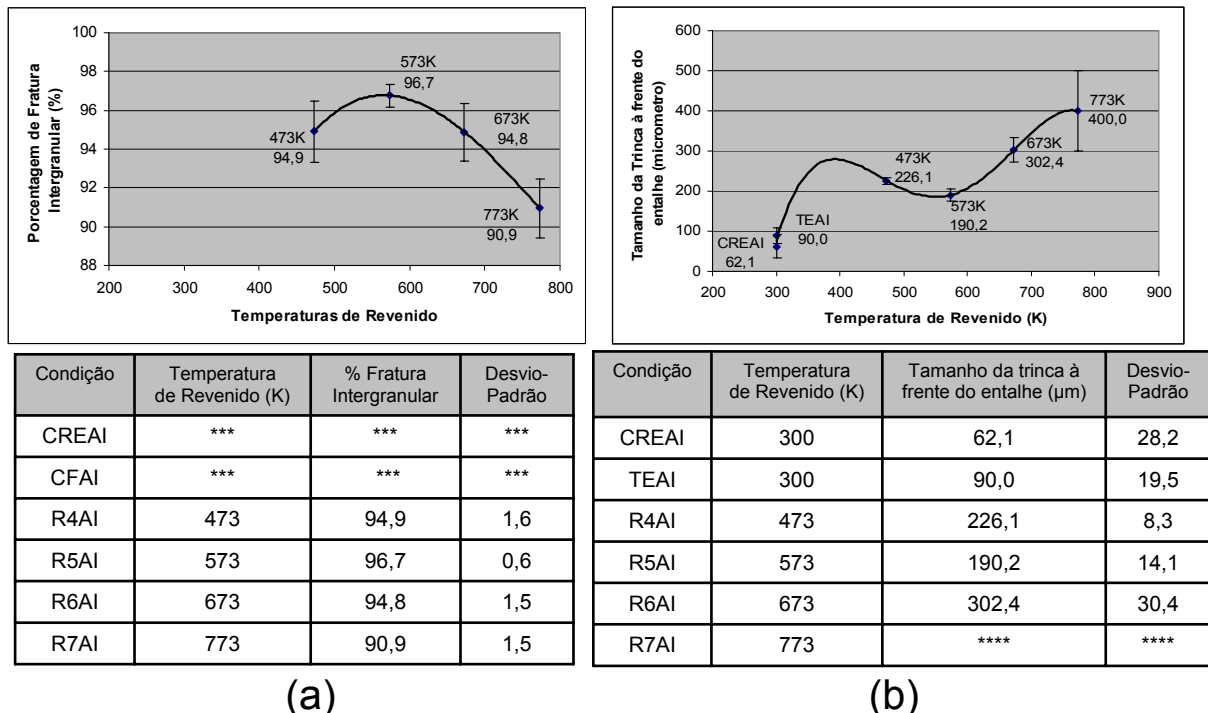 Porcentagem de Fratura
Intergranular (%)
100
98
96
94
92
90
88
573K
96,7
473K
94,9
673K
94,8
773K
90,9
100 200 300 400 500 600 700 800
Temperaturas de Revenido
Condição Temperatura de Revenido (K) % Fratura Intergranular Desvio-Padrão
CREAI *** *** ***
CFAI *** *** ***
R4AI 473 94,9 1,6
R5AI 573 96,7 0,6
R6AI 673 94,8 1,5
R7AI 773 90,9 1,5
(a)
Tamanho da Trinca à frente do
entalhe (micrometro)
600
500
400
300
200
100
0
773K
400,0
673K
302,4
473K
226,1
573K
190,2
TEAI
90,0
CREAI
62,1
200 300 400 500 600 700 800 900
Temperatura de Revenido (K)
Condição Temperatura de Revenido (K) Tamanho da trinca à frente do entalhe (µm) Desvio-Padrão
CREAI 300 62,1 28,2
TEAI 300 90,0 19,5
R4AI 473 226,1 8,3
R5AI 573 190,2 14,1
R6AI 673 302,4 30,4
R7AI 773 **** ****
(b)